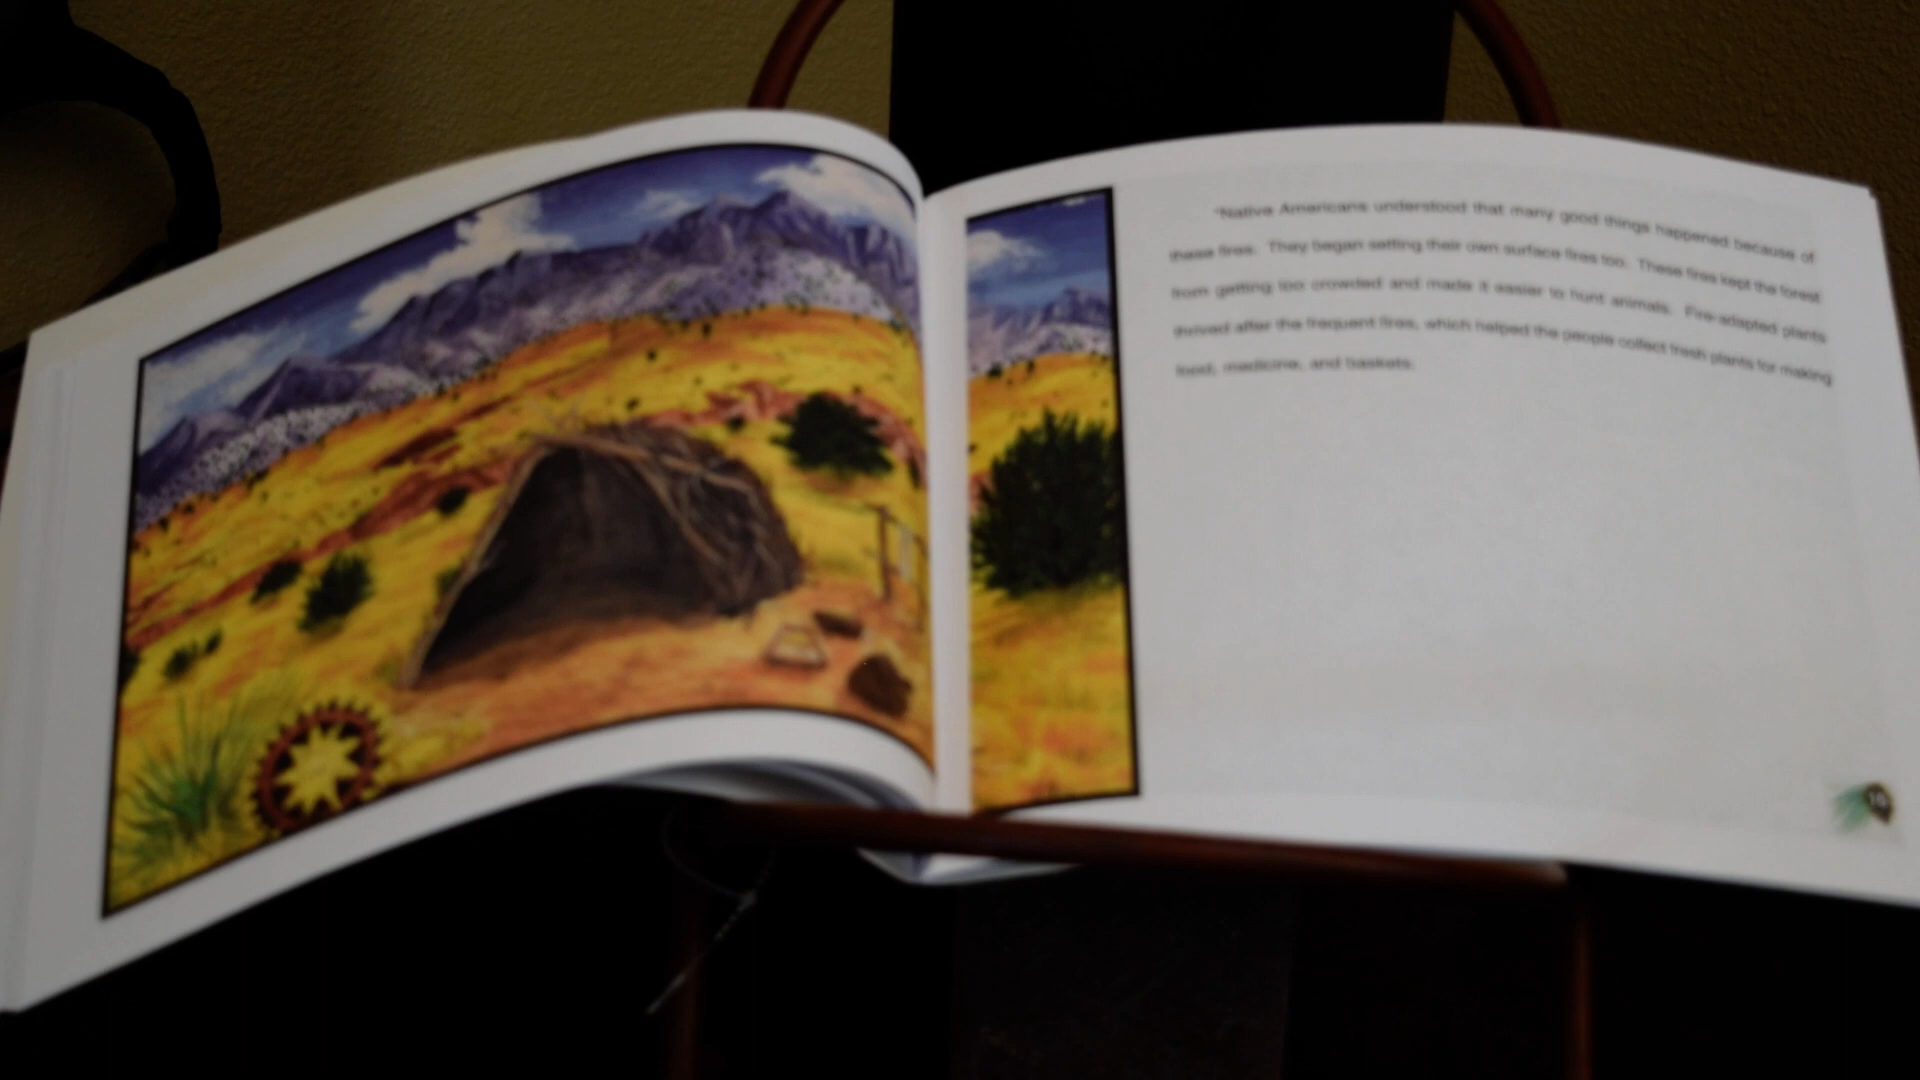 "Native Americans understood that many good things happened because of
these fires. They began setting their own surface fires too. These fires kept the forest
from getting too crowded and made it easier to hunt animals. Fire-adapted plants
thrived after the frequent fires, which helped the people collect fresh plants for making
food, medicine, and baskets.